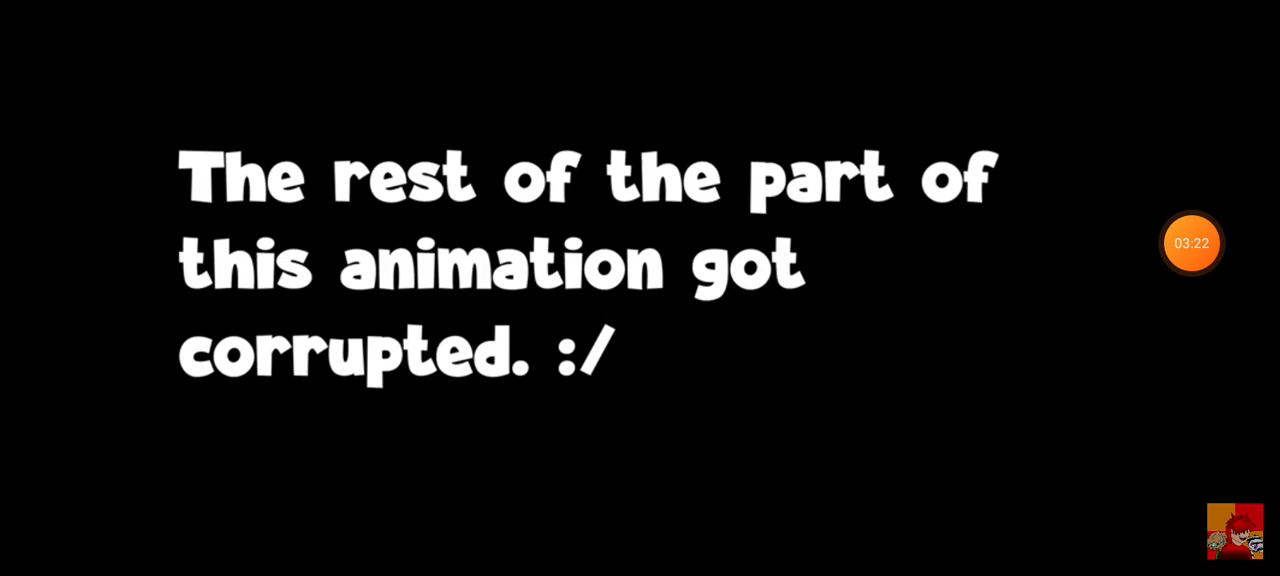 The rest of the part of
this animation got
corrupted. :/
03:22